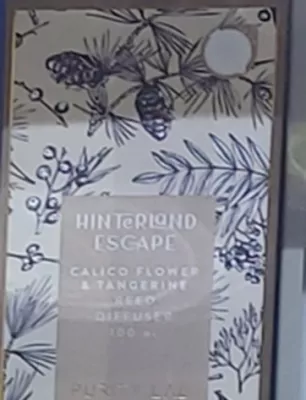 HINTERLAND
ESCAPE
CALICO FLOWER
& TANGERINE
REED
DIFFUSER
100 mL